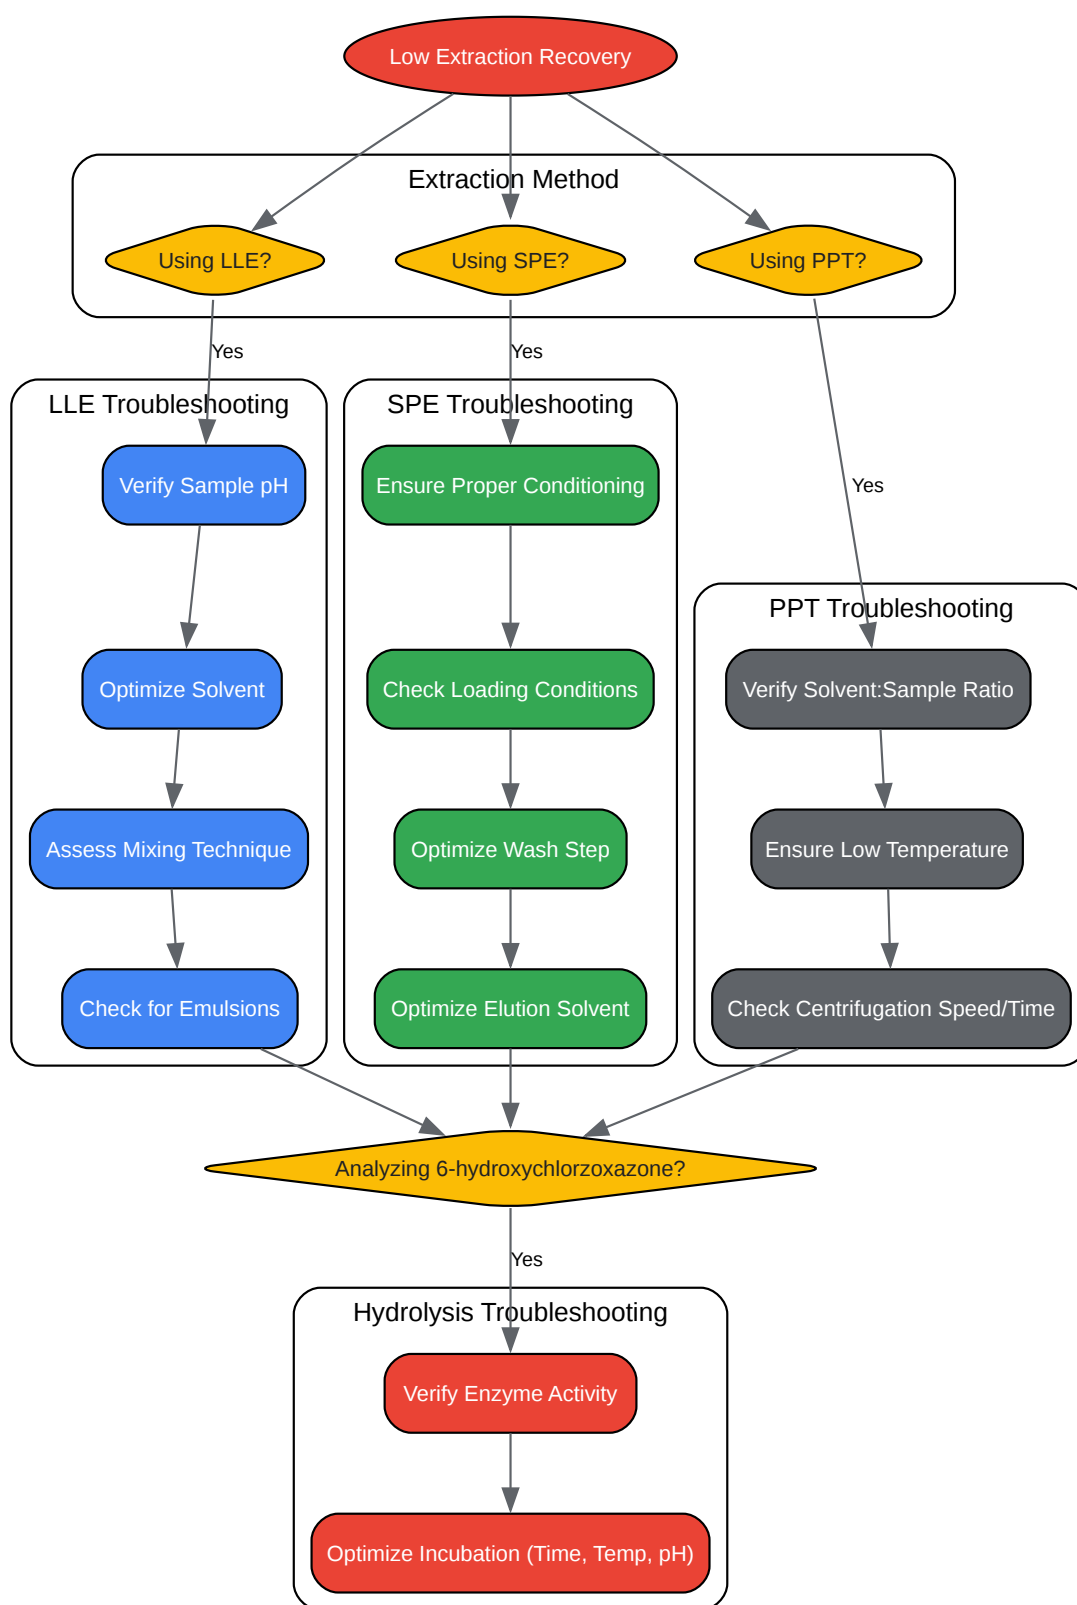 Low Extraction Recovery
Extraction Method
Using LLE?
Using SPE?
Using PPT?
Yes
Yes
Yes
LLE Troubleshooting
Verify Sample pH
Optimize Solvent
Assess Mixing Technique
Check for Emulsions
SPE Troubleshooting
Ensure Proper Conditioning
Check Loading Conditions
Optimize Wash Step
Optimize Elution Solvent
PPT Troubleshooting
Verify Solvent:Sample Ratio
Ensure Low Temperature
Check Centrifugation Speed/Time
Analyzing 6-hydroxychlorzoxazone?
Yes
Hydrolysis Troubleshooting
Verify Enzyme Activity
Optimize Incubation (Time, Temp, pH)